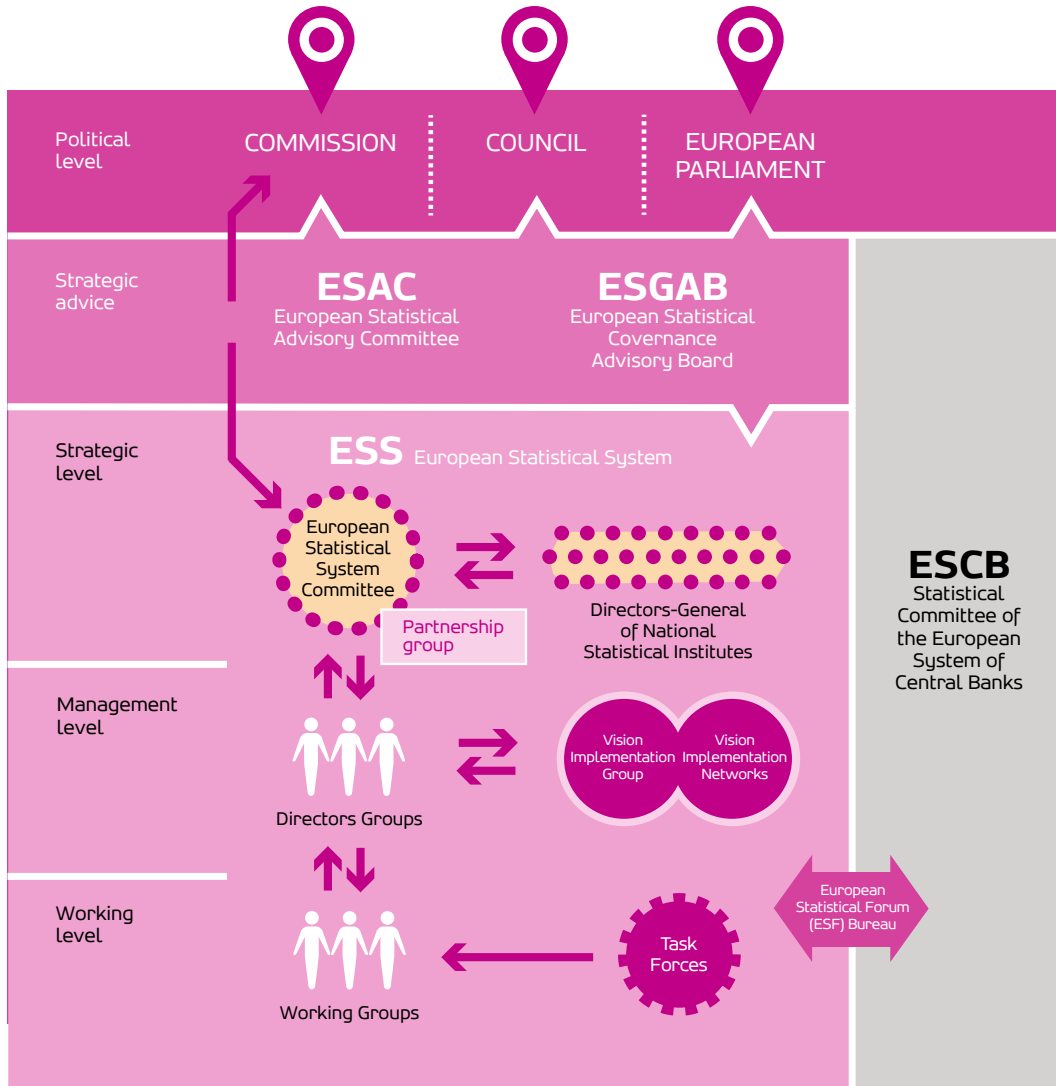 Political
level
COMMISSION
COUNCIL
EUROPEAN
PARLIAMENT
Strategic
advice
ESAC
European Statistical
Advisory Committee
ESGAB
European Statistical
Covernance
Advisory Board
Strategic
level
ESS European Statistical System
European
Statistical
System
Committee
Partnership
group
Directors-General
of National
Statistical Institutes
Management
level
Directors Groups
Vision
Implementation
Group
Vision
Implementation
Networks
Working
level
Working Groups
Task
Forces
European
Statistical Forum
(ESF) Bureau
ESCB
Statistical
Committee of
the European
System of
Central Banks